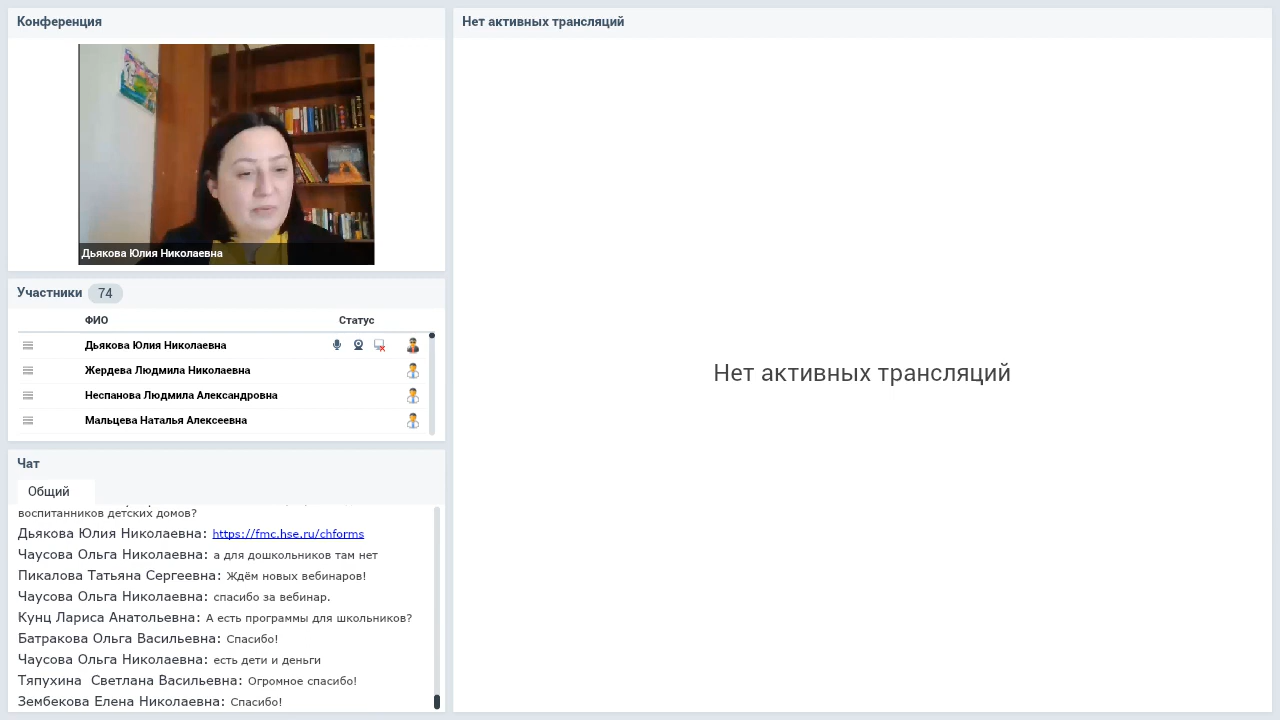 Конференция
Дьякова Юлия Николаевна
Участники 74
ФИО Статус
Дьякова Юлия Николаевна
Жердева Людмила Николаевна
Неспанова Людмила Александровна
Мальцева Наталья Алексеевна
Чат
Общий
воспитанников детских домов?
Дьякова Юлия Николаевна: https://fmc.hse.ru/chforms
Чаусова Ольга Николаевна: а для дошкольников там нет
Пикалова Татьяна Сергеевна: Ждём новых вебинаров!
Чаусова Ольга Николаевна: спасибо за вебинар.
Кунц Лариса Анатольевна: А есть программы для школьников?
Батракова Ольга Васильевна: Спасибо!
Чаусова Ольга Николаевна: есть дети и деньги
Тяпухина  Светлана Васильевна: Огромное спасибо!
Зембекова Елена Николаевна: Спасибо!
Нет активных трансляций
Нет активных трансляций